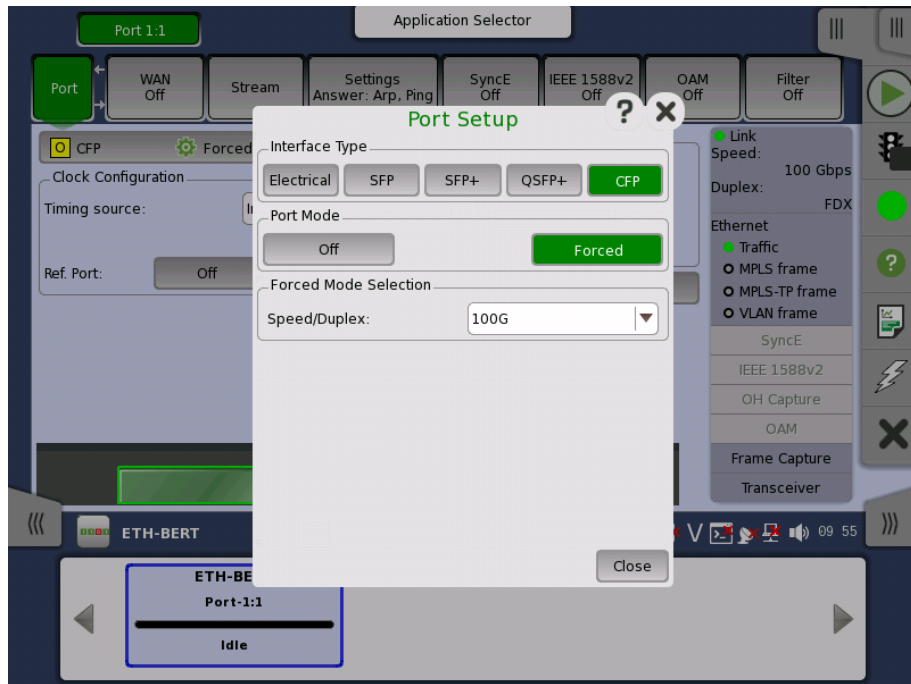 Port 1:1
Application Selector
Port
WAN
Off
Stream
Settings
Answer: Arp, Ping
SyncE
Off
IEEE 1588v2
Off
OAM
Off
Filter
Off
Port Setup
?
Interface Type
Electrical
SFP
SFP+
QSFP+
CFP
Port Mode
Off
Forced
Forced Mode Selection
Speed/Duplex:
100G
Close
O CFP
Forced
Clock Configuration
Timing source:
Ref. Port:
Off
Link
Speed:
100 Gbps
Duplex:
FDX
Ethernet
Traffic
MPLS frame
MPLS-TP frame
VLAN frame
SyncE
IEEE 1588v2
OH Capture
OAM
Frame Capture
Transceiver
?
ETH-BERT
V
09 55
ETH-BE
Port-1:1
Idle